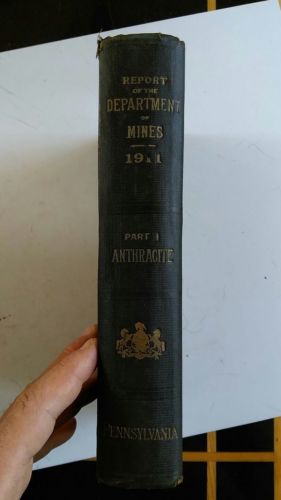 REPORT
OF THE
DEPARTMENT
OF
MINES
1911
PART I
ANTHRACITE
PENNSYLVANIA